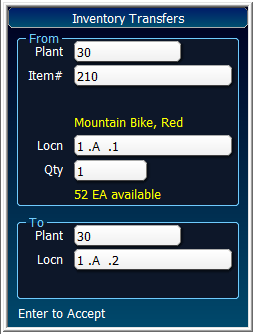 Inventory Transfers
From
Plant 30
Item# 210
Mountain Bike, Red
Locn 1 .A  .1
Qty 1
52 EA available
To
Plant 30
Locn 1 .A  .2
Enter to Accept